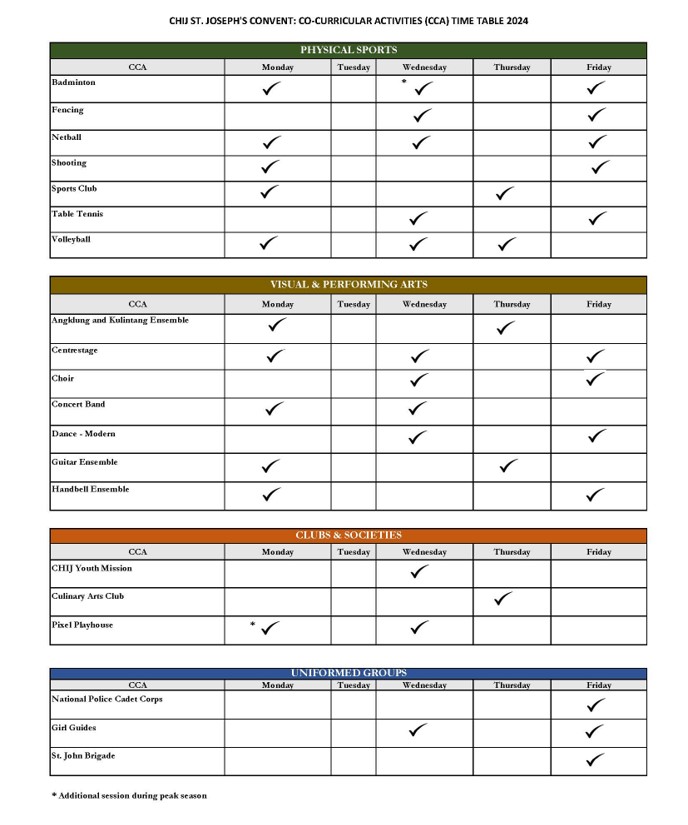 CHIJ ST. JOSEPH'S CONVENT: CO-CURRICULAR ACTIVITIES (CCA) TIME TABLE 2024
PHYSICAL SPORTS
CCA Monday Tuesday Wednesday Thursday Friday
Badminton ✓ * ✓ ✓
Fencing ✓ ✓
Netball ✓ ✓ ✓
Shooting ✓ ✓
Sports Club ✓ ✓
Table Tennis ✓ ✓
Volleyball ✓ ✓ ✓
VISUAL & PERFORMING ARTS
CCA Monday Tuesday Wednesday Thursday Friday
Angklung and Kulintang Ensemble ✓ ✓
Centrestage ✓ ✓ ✓
Choir ✓ ✓
Concert Band ✓ ✓
Dance - Modern ✓ ✓
Guitar Ensemble ✓ ✓
Handbell Ensemble ✓ ✓
CLUBS & SOCIETIES
CCA Monday Tuesday Wednesday Thursday Friday
CHIJ Youth Mission ✓
Culinary Arts Club ✓
Pixel Playhouse * ✓ ✓
UNIFORMED GROUPS
CCA Monday Tuesday Wednesday Thursday Friday
National Police Cadet Corps ✓
Girl Guides ✓ ✓
St. John Brigade ✓
* Additional session during peak season